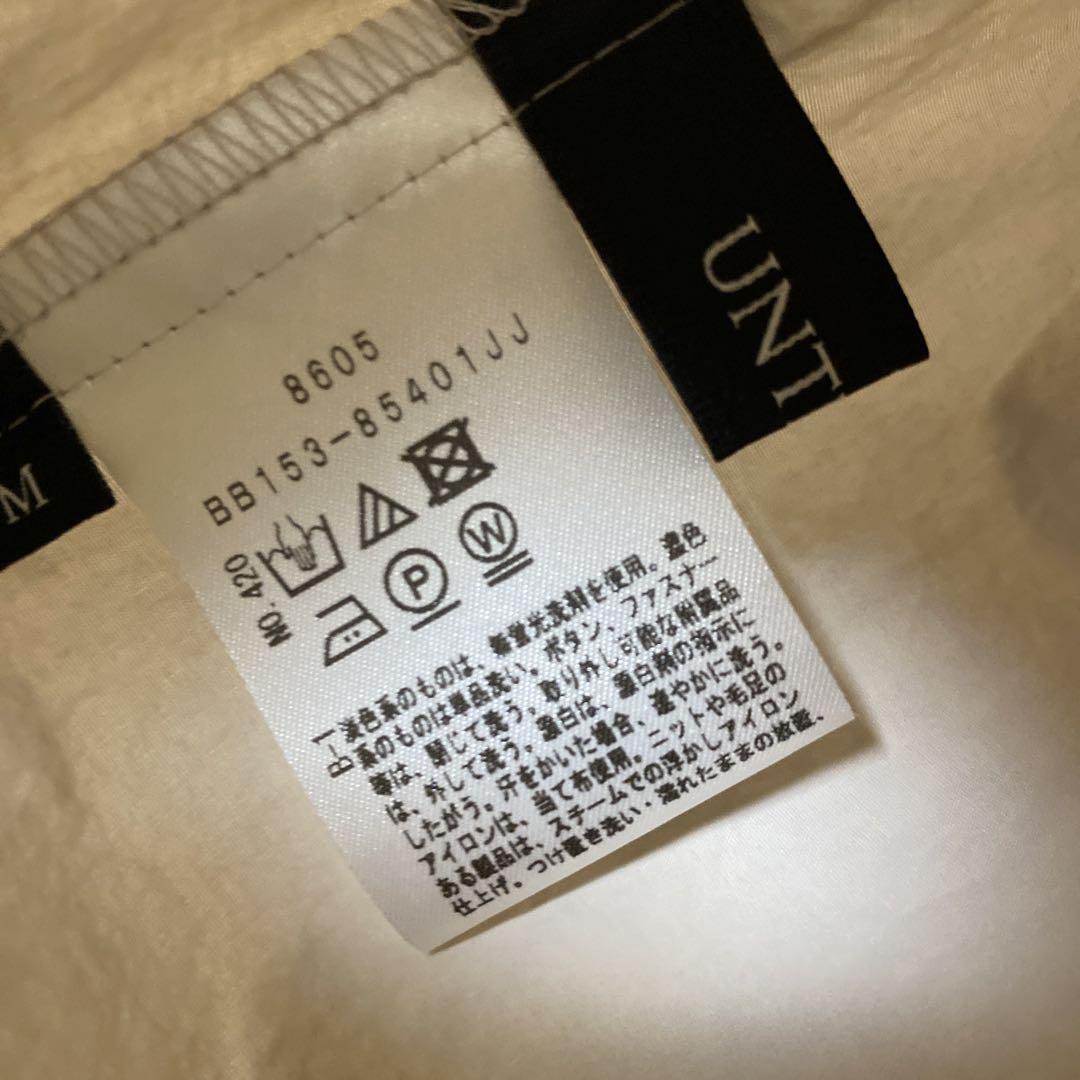 8605
BB153-85401JJ
NO. 420
P
W
B-1 淡色系のものは、無蛍光洗剤を使用。濃色
系のものは単品洗い。ボタン、ファスナー
等は、閉じて洗う。取り外し可能な附属品
は、外して洗う。蛋白は、蛋白麻の指示に
したがう。汗をかいた場合、速やかに洗う。
アイロンは、当て布使用。ニットや毛足の
ある製品は、スチームでの浮かしアイロン
仕上げ。つけ置き洗い・濡れたままの放置、
UNT
M